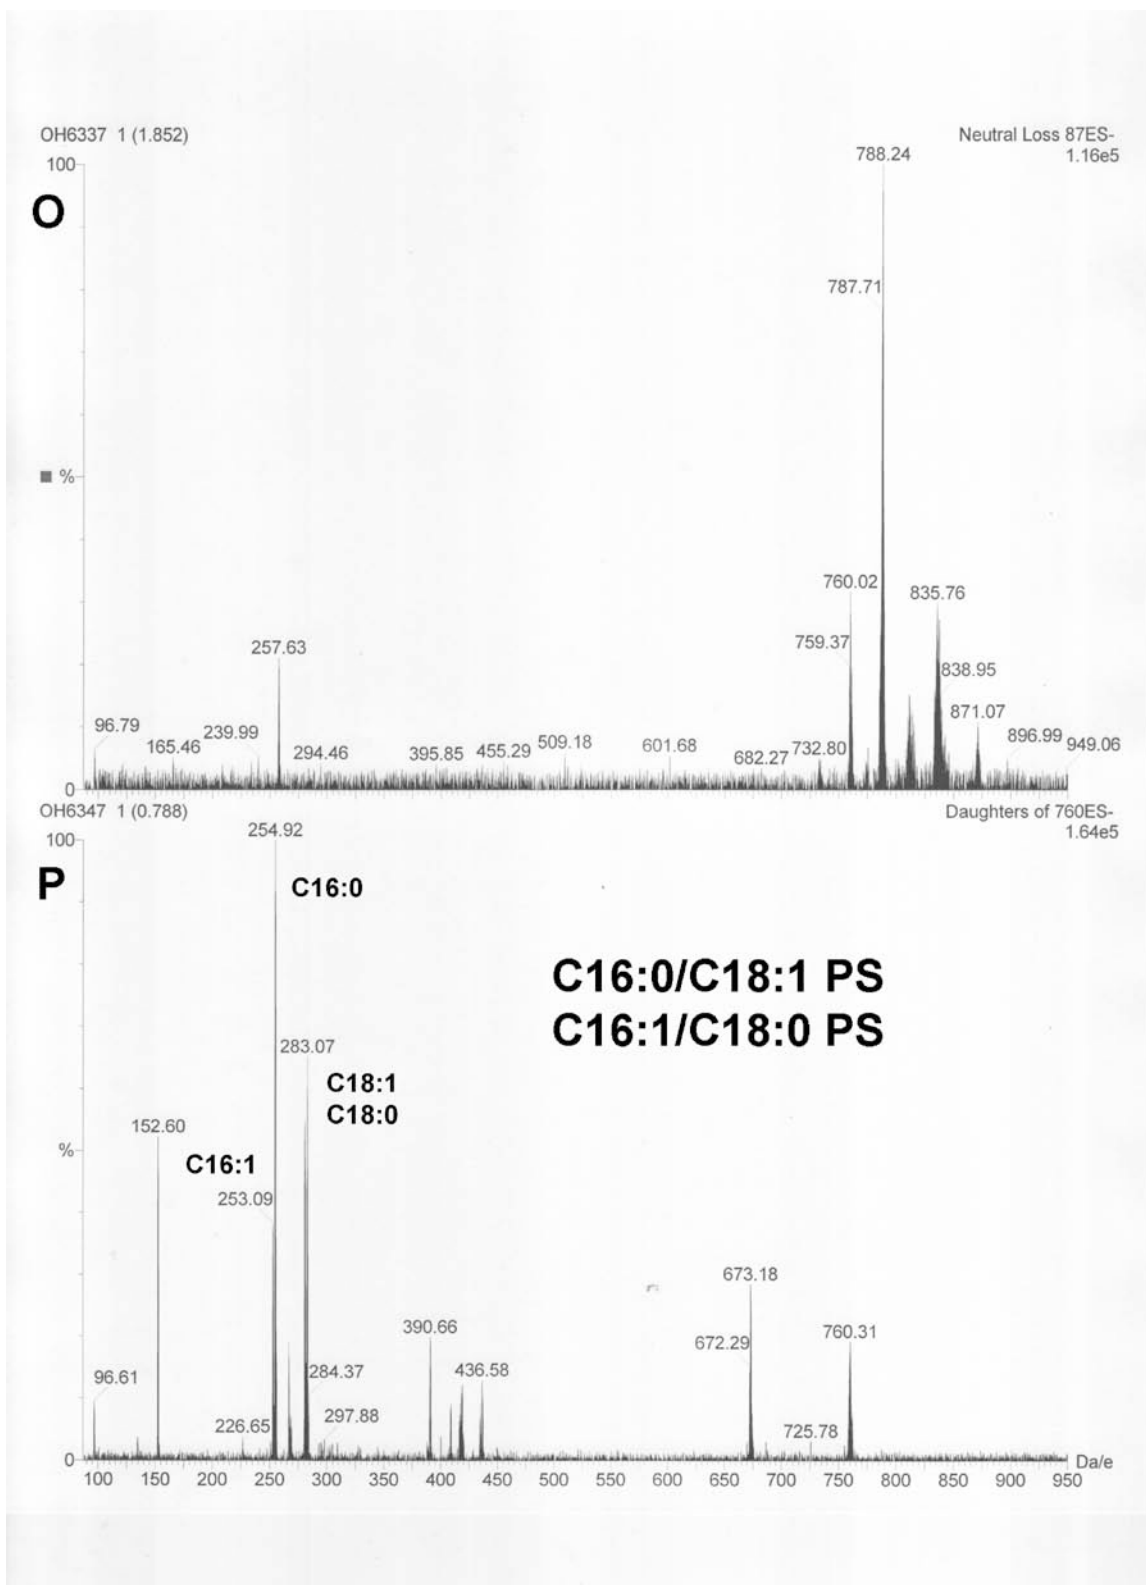 OH6337 1 (1.852)
Neutral Loss 87ES-
1.16e5
100
O
788.24
787.71
%
760.02
835.76
759.37
257.63
838.95
96.79
239.99
871.07
165.46
294.46
395.85
455.29
509.18
601.68
682.27
732.80
896.99
949.06
0
OH6347 1 (0.788)
Daughters of 760ES-
1.64e5
100
254.92
P
C16:0
C16:0/C18:1 PS
C16:1/C18:0 PS
283.07
C18:1
C18:0
152.60
%
C16:1
253.09
673.18
390.66
672.29
760.31
96.61
284.37
436.58
226.65
297.88
725.78
0
100 150 200 250 300 350 400 450 500 550 600 650 700 750 800 850 900 950
Da/e